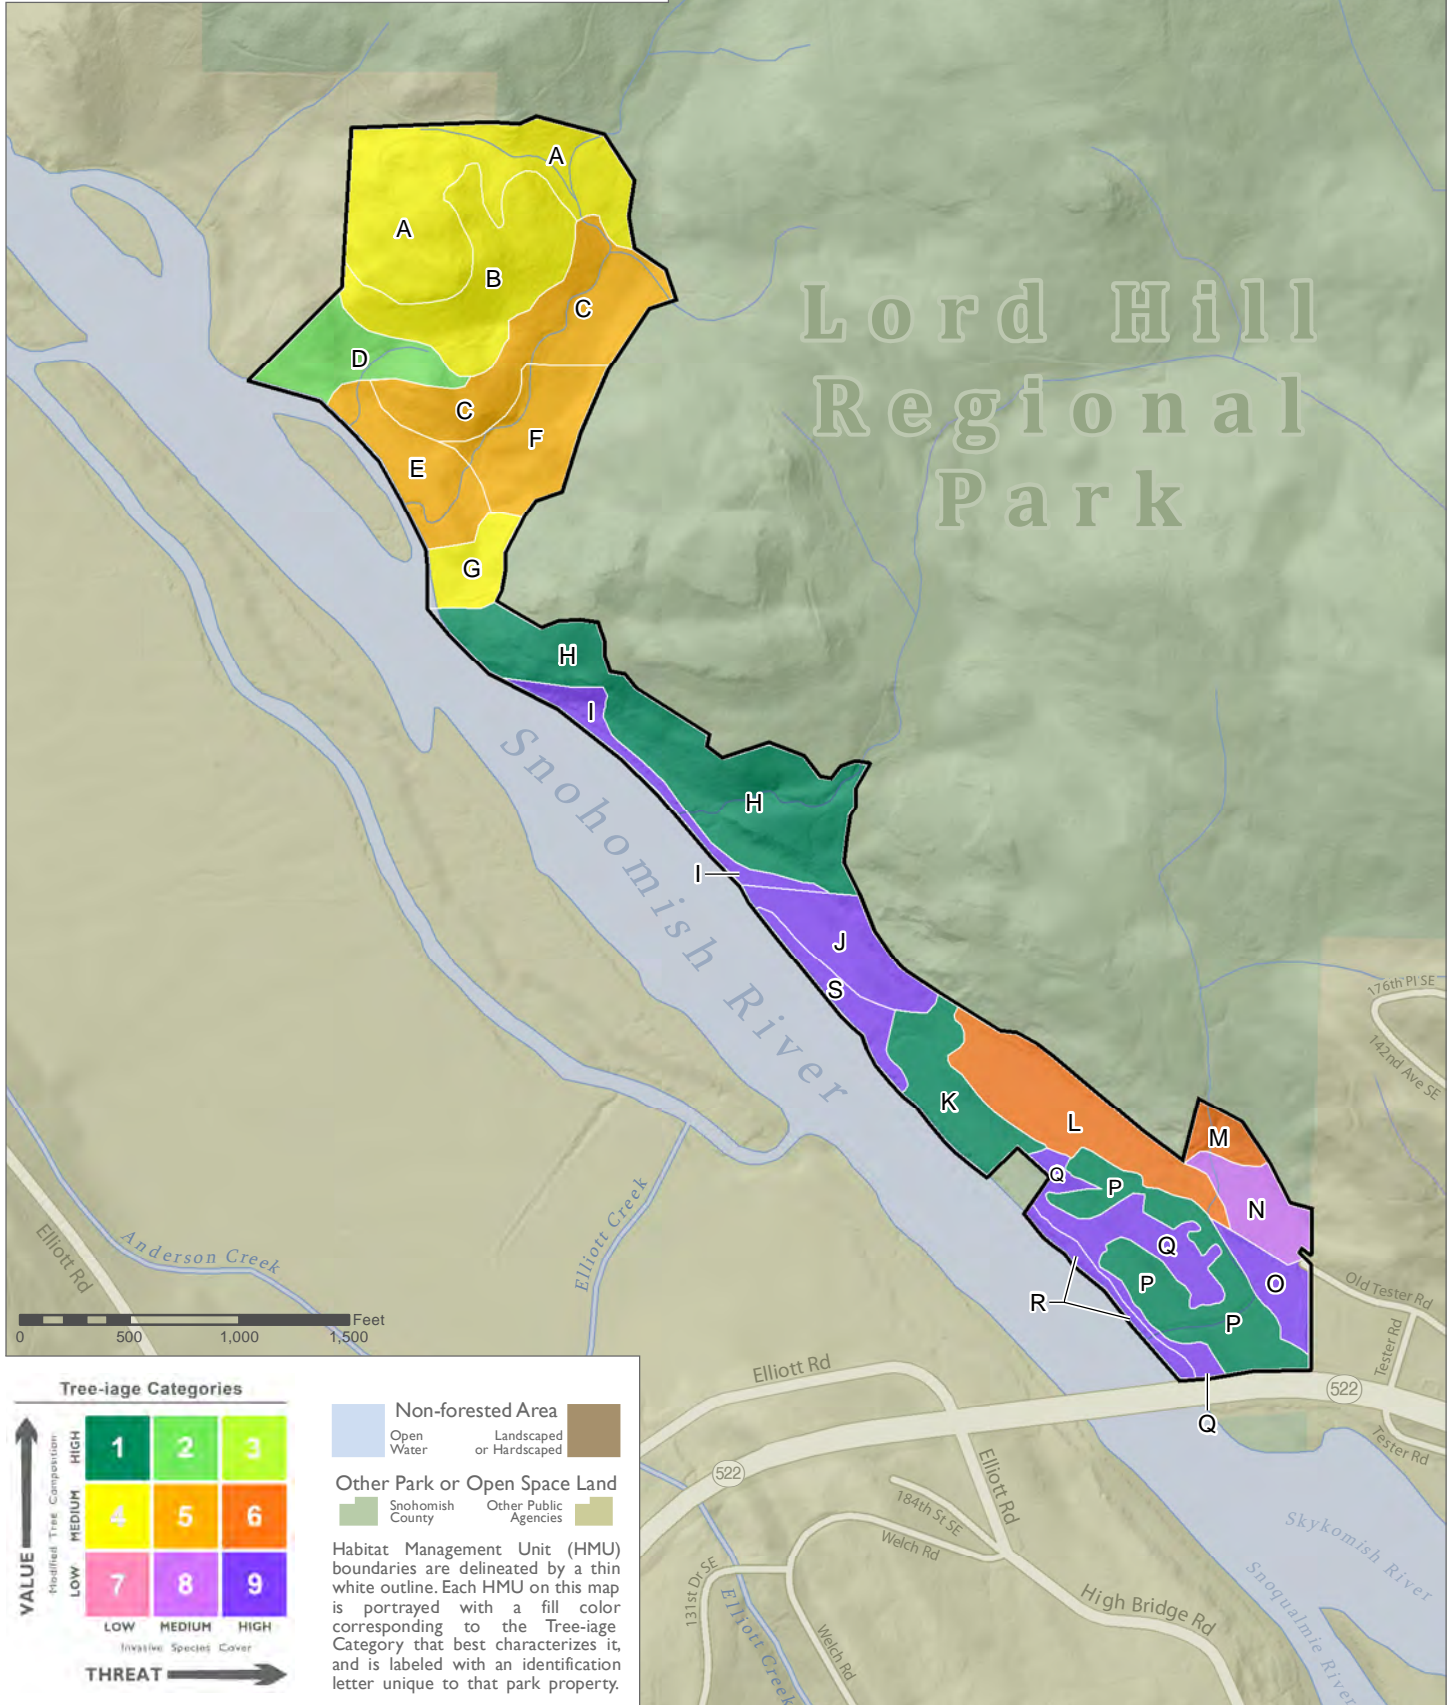 A
A
B
C
D
C
F
E
G
Lord Hill
Regional
Park
H
I
H
I
J
S
Snohomish River
176th Pl SE
142nd Ave SE
K
L
M
Q
P
N
Q
P
O
R
P
Q
Old Tester Rd
Tester Rd
Tester Rd
Anderson Creek
Elliott Creek
Elliott Rd
Feet
0 500 1,000 1,500
Elliott Rd
522
522
Elliott Rd
184th St SE
Welch Rd
131st Dr SE
Elliott Creek
Welch Rd
High Bridge Rd
Skykomish River
Snoqualmie River
Tree-iage Categories
VALUE
Modified Tree Composition
HIGH
MEDIUM
LOW
1 2 3
4 5 6
7 8 9
LOW MEDIUM HIGH
Invasive Species Cover
THREAT
Non-forested Area
Open
Water
Landscaped
or Hardscaped
Other Park or Open Space Land
Snohomish
County
Other Public
Agencies
Habitat Management Unit (HMU)
boundaries are delineated by a thin
white outline. Each HMU on this map
is portrayed with a fill color
corresponding to the Tree-iage
Category that best characterizes it,
and is labeled with an identification
letter unique to that park property.